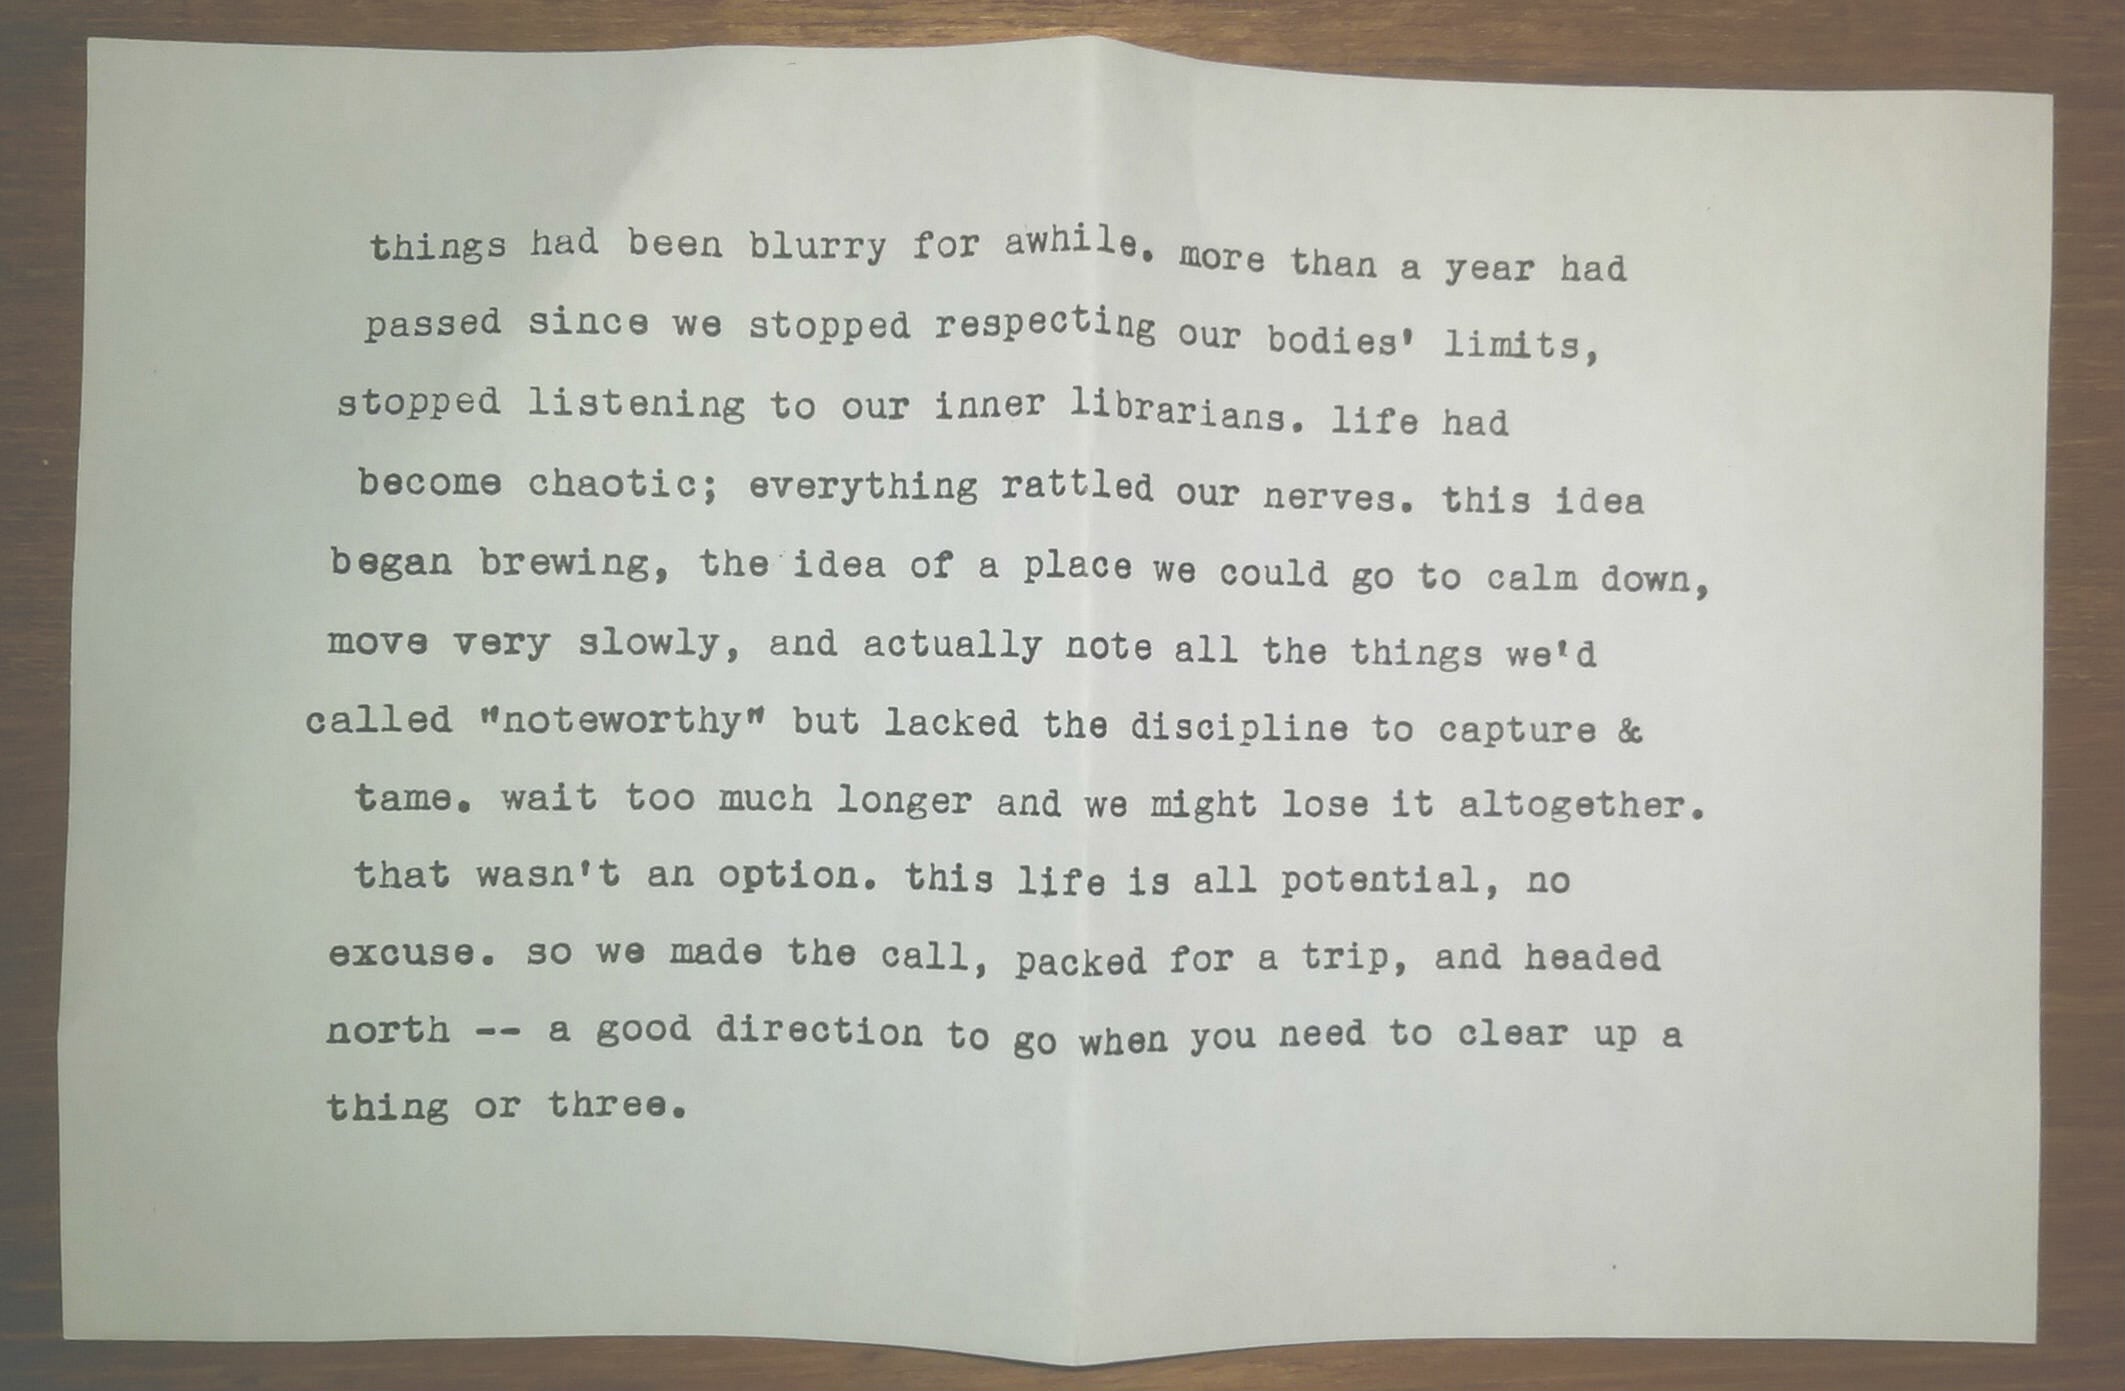 things had been blurry for awhile. more than a year had
passed since we stopped respecting our bodies' limits,
stopped listening to our inner librarians. life had
become chaotic; everything rattled our nerves. this idea
began brewing, the idea of a place we could go to calm down,
move very slowly, and actually note all the things we'd
called "noteworthy" but lacked the discipline to capture &
tame. wait too much longer and we might lose it altogether.
that wasn't an option. this life is all potential, no
excuse. so we made the call, packed for a trip, and headed
north -- a good direction to go when you need to clear up a
thing or three.